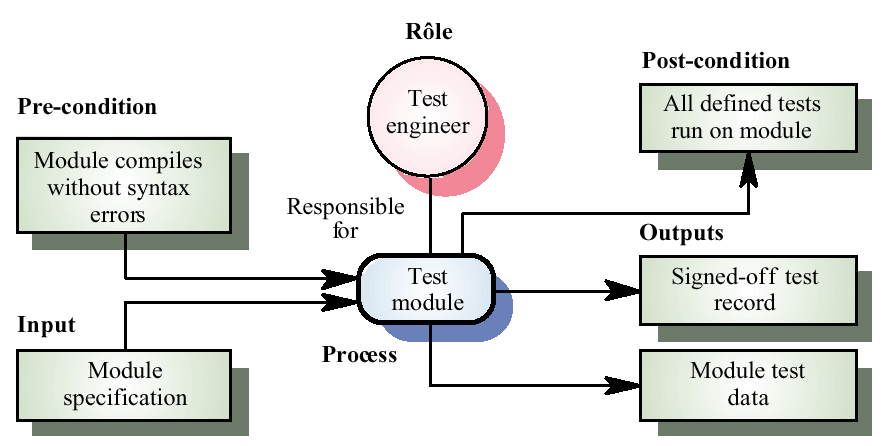 Rôle
Test
engineer
Post-condition
All defined tests
run on module
Pre-condition
Module compiles
without syntax
errors
Responsible
for
Test
module
Process
Outputs
Signed-off test
record
Input
Module
specification
Module test
data